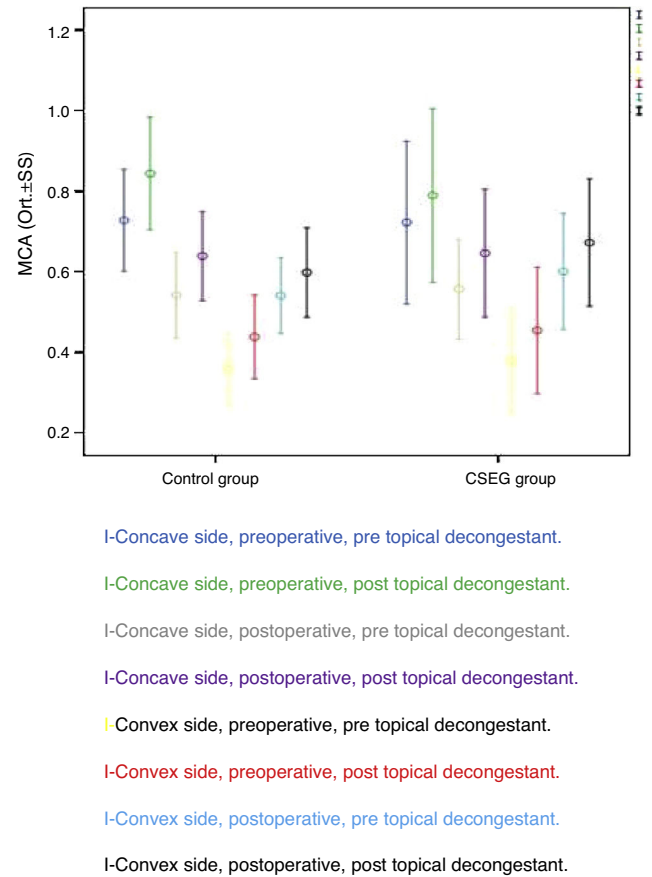 1.2
1.0
0.8
0.6
0.4
0.2
MCA (Ort.±SS)
Control group CSEG group
I-Concave side, preoperative, pre topical decongestant.
I-Concave side, preoperative, post topical decongestant.
I-Concave side, postoperative, pre topical decongestant.
I-Concave side, postoperative, post topical decongestant.
I-Convex side, preoperative, pre topical decongestant.
I-Convex side, preoperative, post topical decongestant.
I-Convex side, postoperative, pre topical decongestant.
I-Convex side, postoperative, post topical decongestant.